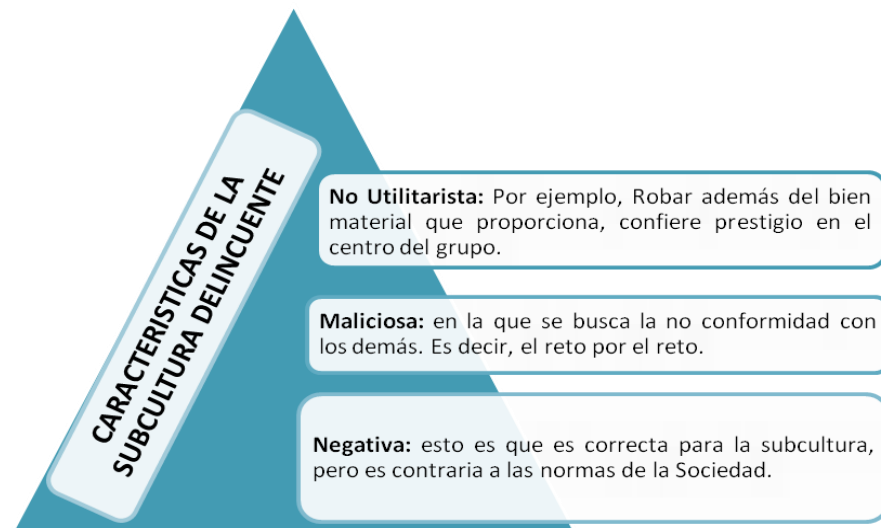 CARACTERISTICAS DE LA
SUBCULTURA DELINCUENTE
No Utilitarista: Por ejemplo, Robar además del bien
material que proporciona, confiere prestigio en el
centro del grupo.
Maliciosa: en la que se busca la no conformidad con
los demás. Es decir, el reto por el reto.
Negativa: esto es que es correcta para la subcultura,
pero es contraria a las normas de la Sociedad.